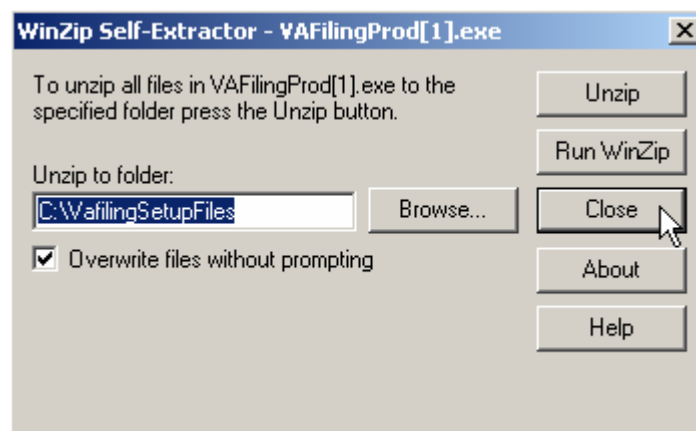 WinZip Self-Extractor - VAFilingProd[1].exe
To unzip all files in VAFilingProd[1].exe to the
specified folder press the Unzip button.
Unzip to folder:
C:\VafilingSetupFiles
Browse...
Overwrite files without prompting
Unzip
Run WinZip
Close
About
Help